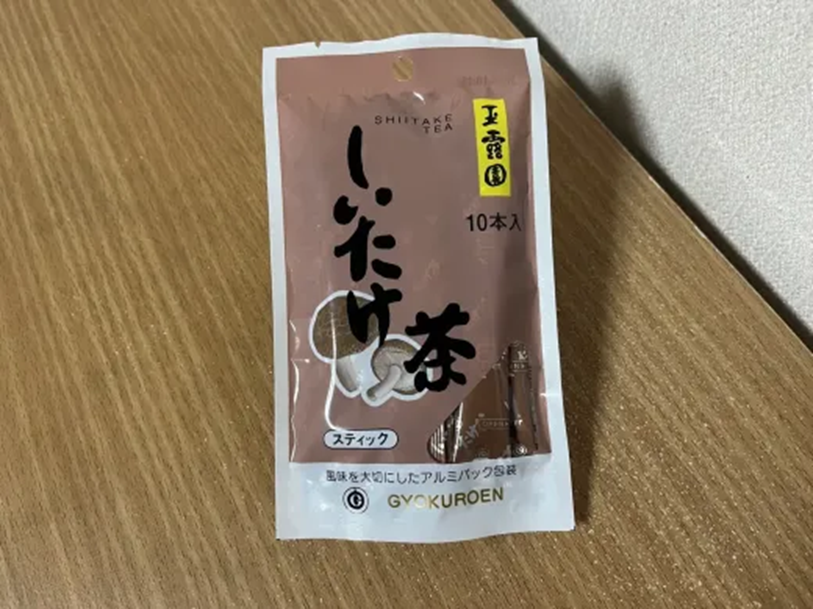 SHIITAKE
TEA
玉露園
10本入
しいたけ
茶
スティック
風味を大切にしたアルミパック包装
G GYOKUROEN